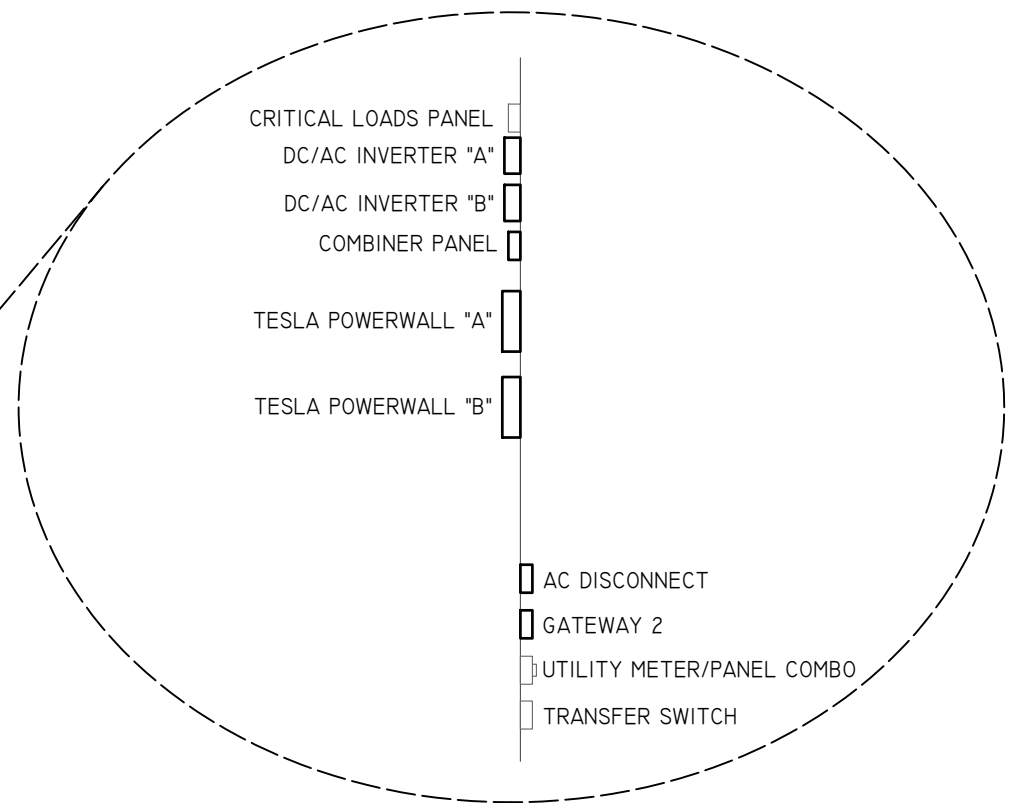 CRITICAL LOADS PANEL
DC/AC INVERTER "A"
DC/AC INVERTER "B"
COMBINER PANEL
TESLA POWERWALL "A"
TESLA POWERWALL "B"
AC DISCONNECT
GATEWAY 2
UTILITY METER/PANEL COMBO
TRANSFER SWITCH